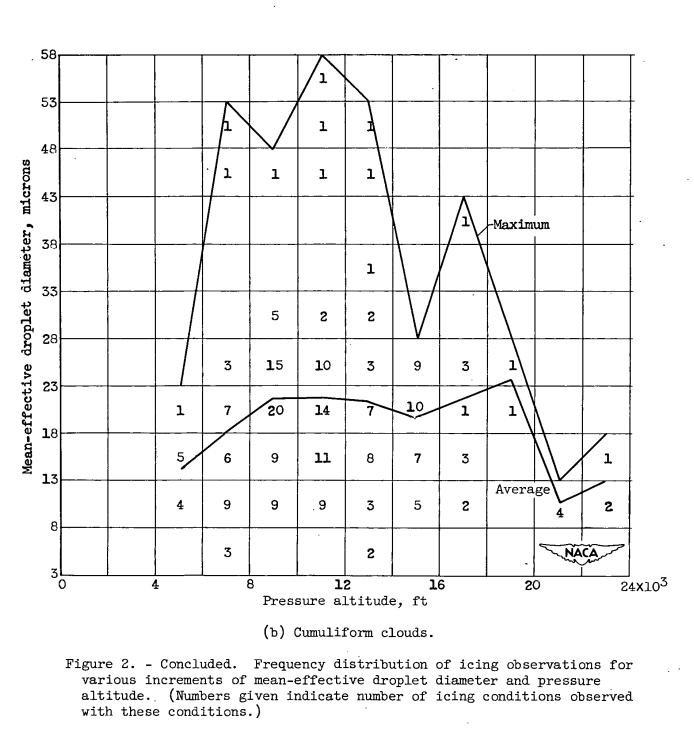 58
1
53
1 1 1
48
1 1 1 1
43
1 Maximum
38
1
33
5 2 2
28
3 15 10 3 9 3 1
23
1 7 20 14 7 10 1 1
18
5 6 9 11 8 7 3 1
13
Average
4 9 9 9 3 5 2 4 2
8
3 2 NACA
3
0 4 8 12 16 20 24x10³
Mean-effective droplet diameter, microns
Pressure altitude, ft
(b) Cumuliform clouds.
Figure 2. - Concluded. Frequency distribution of icing observations for
various increments of mean-effective droplet diameter and pressure
altitude. (Numbers given indicate number of icing conditions observed
with these conditions.)